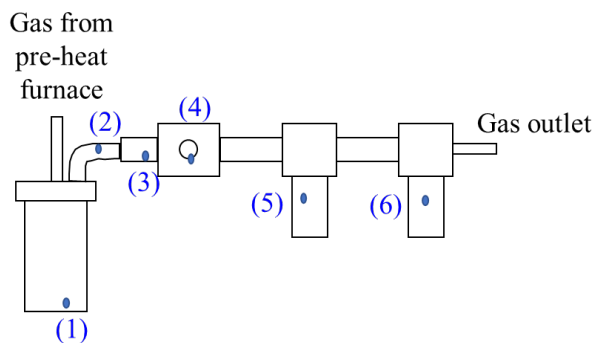 Gas from
pre-heat
furnace
(2)
(4)
Gas outlet
(3)
(5)
(6)
(1)